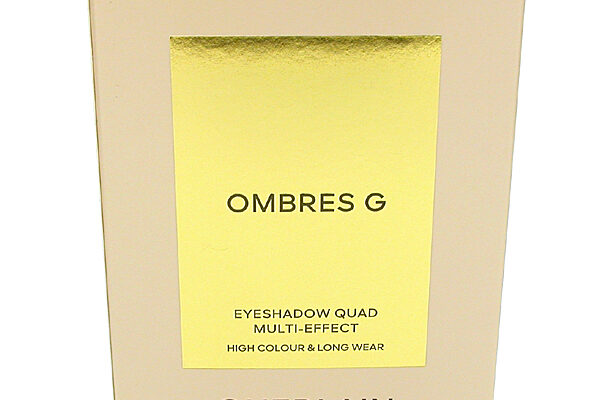 OMBRES G
EYESHADOW QUAD
MULTI-EFFECT
HIGH COLOUR & LONG WEAR